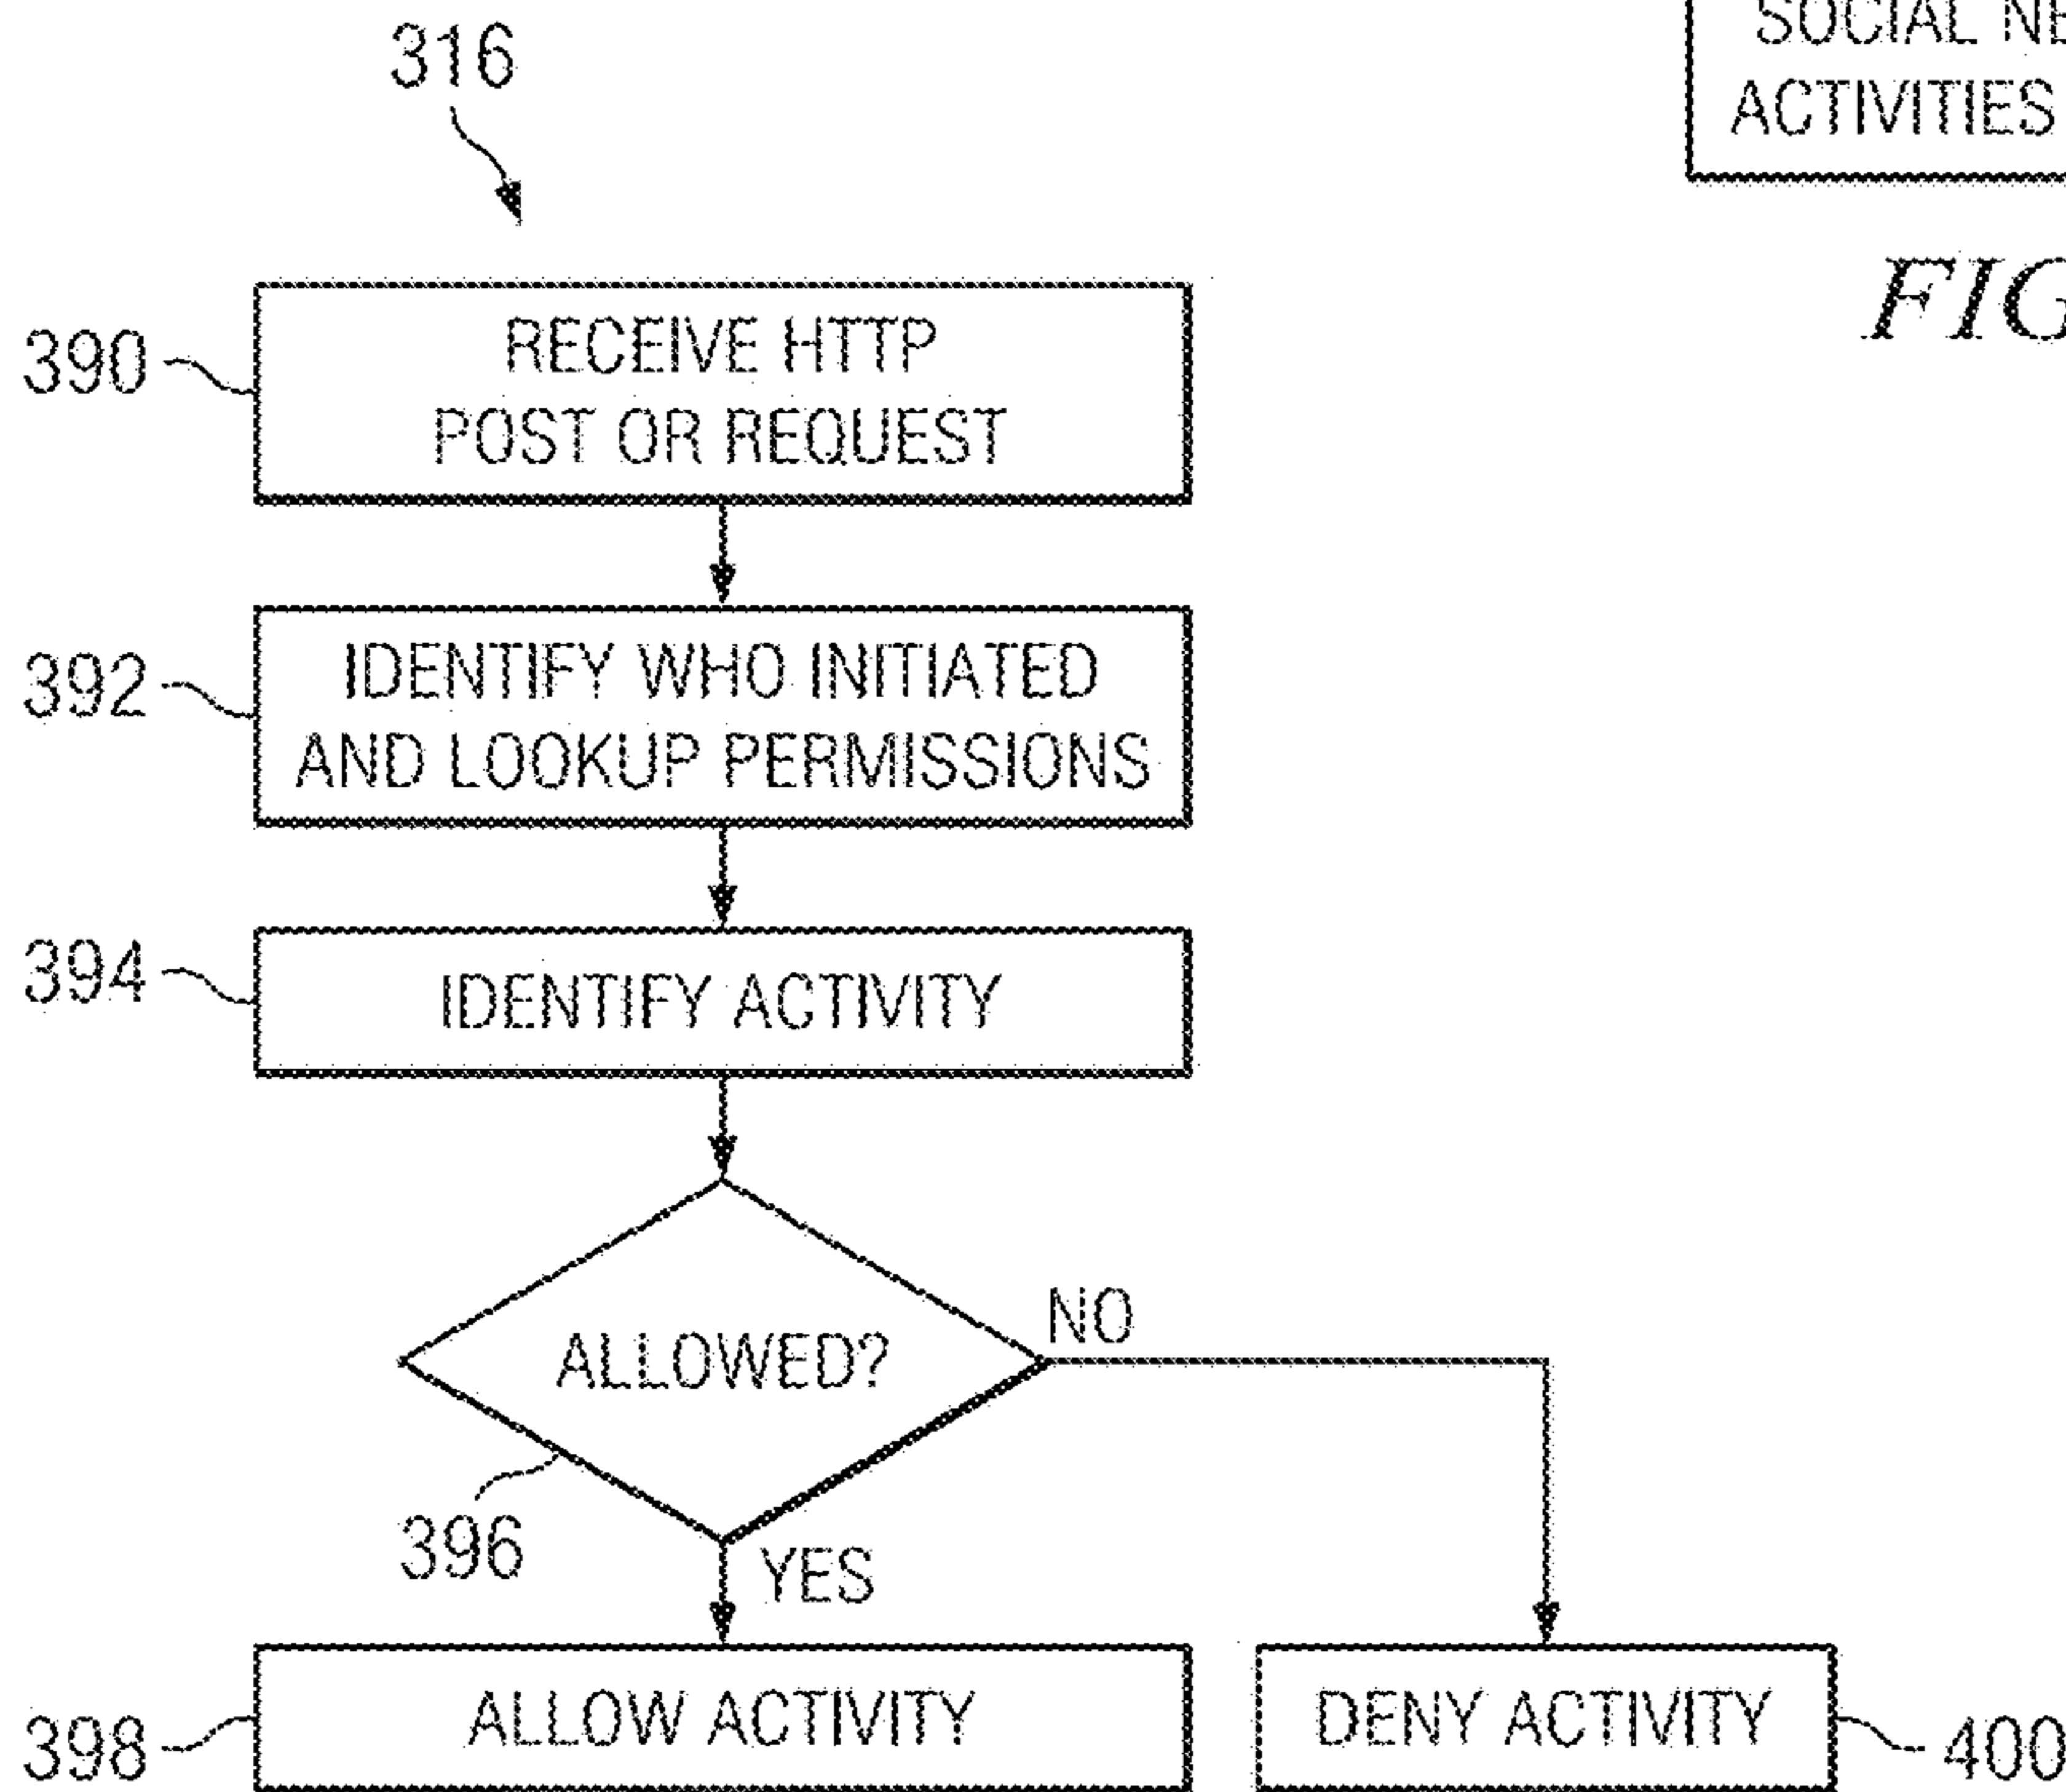 SOCIAL
ACTIVITIES
316
390
RECEIVE HTTP
POST OR REQUEST
392
IDENTIFY WHO INITIATED
AND LOOKUP PERMISSIONS
394
IDENTIFY ACTIVITY
ALLOWED?
NO
396
YES
398
ALLOW ACTIVITY
DENY ACTIVITY
400